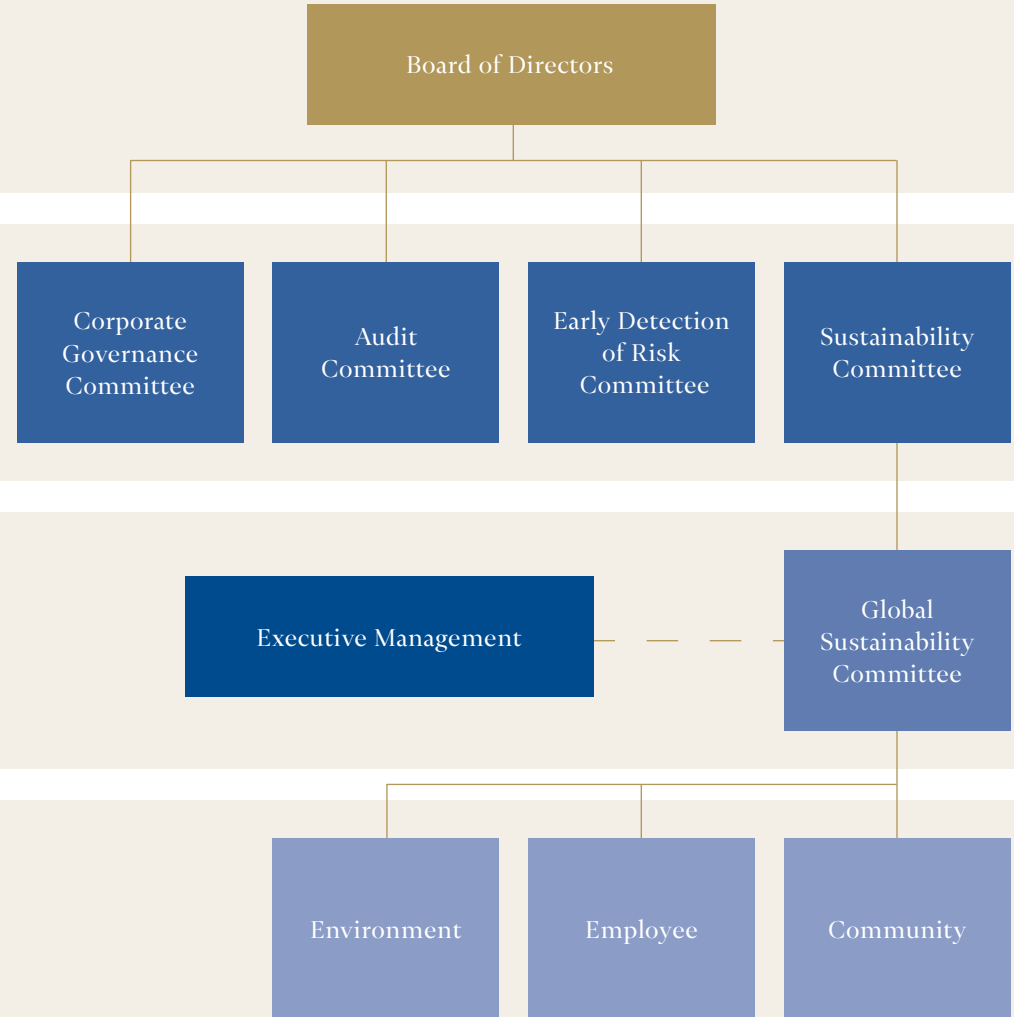 Board of Directors
Corporate
Governance
Committee
Audit
Committee
Early Detection
of Risk
Committee
Sustainability
Committee
Executive Management
Global
Sustainability
Committee
Environment
Employee
Community